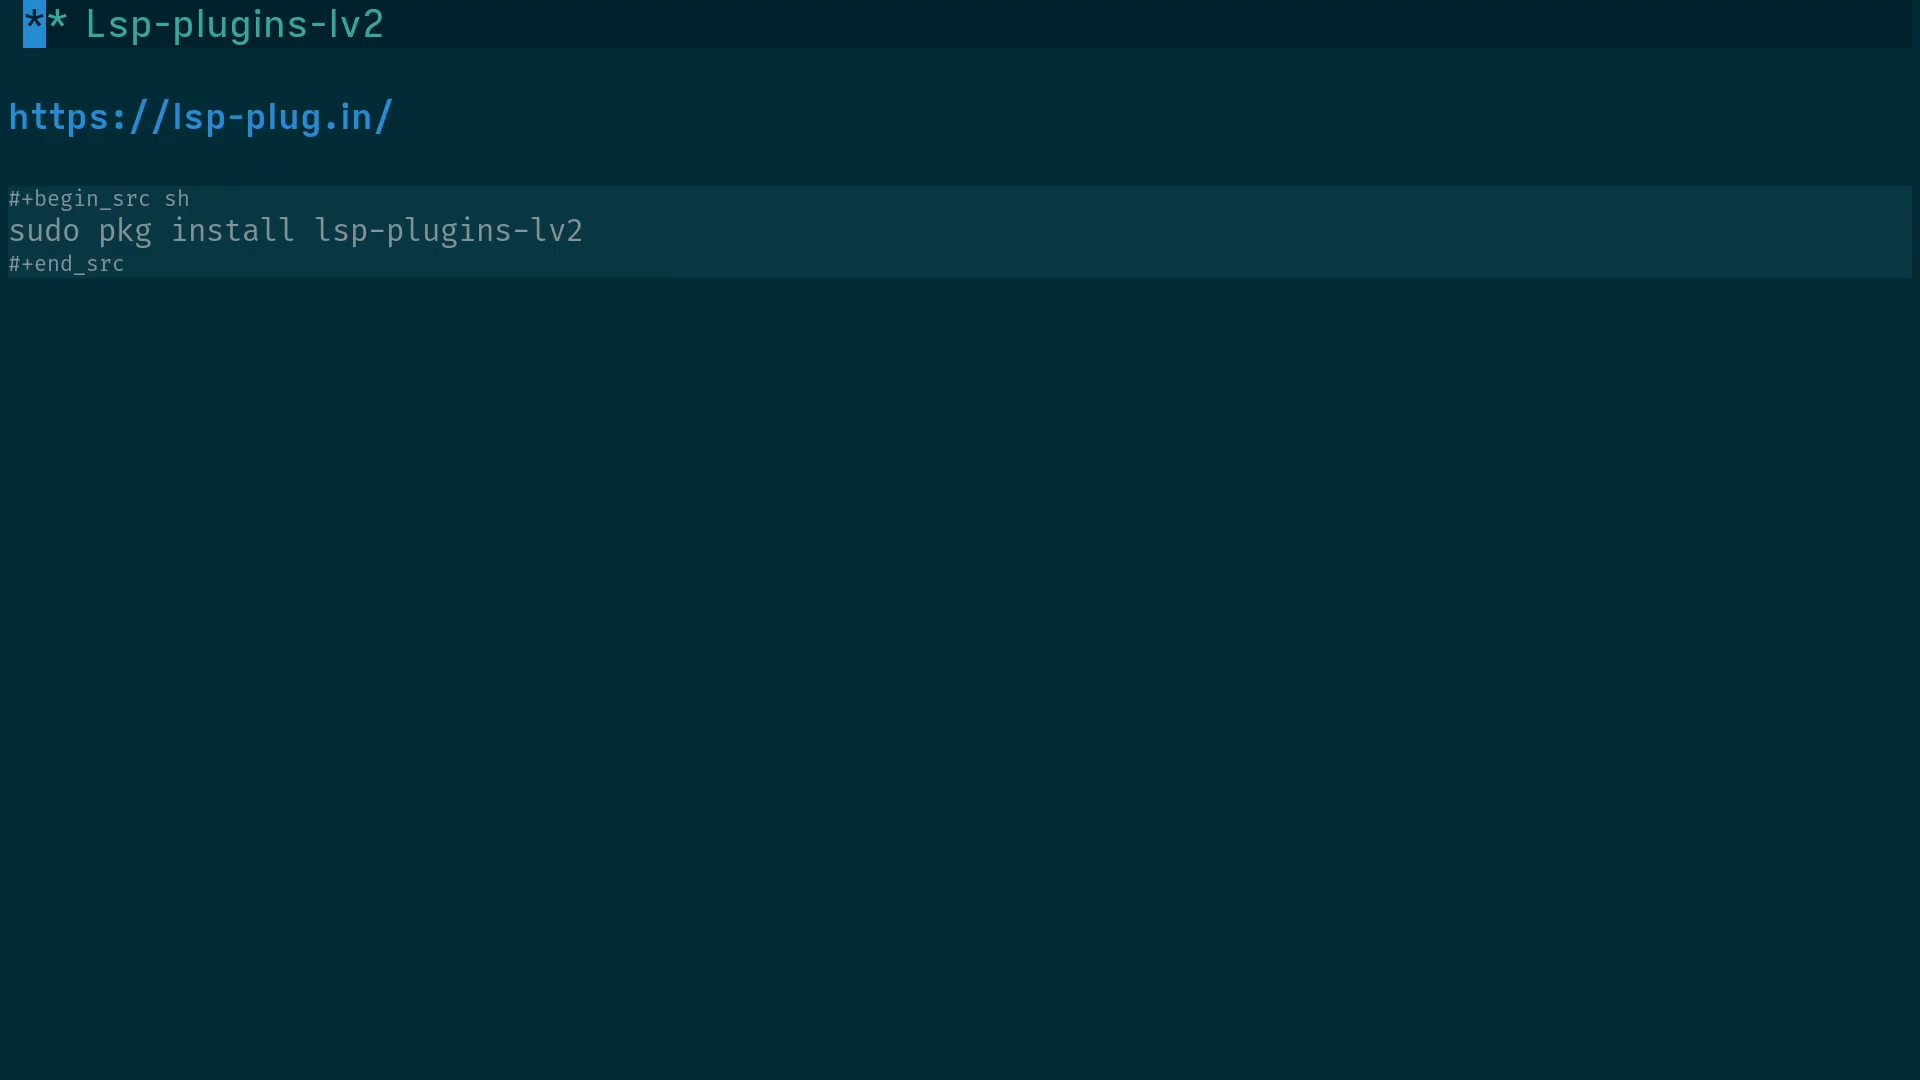 ** Lsp-plugins-lv2
https://lsp-plug.in/
#+begin_src sh
sudo pkg install lsp-plugins-lv2
#+end_src